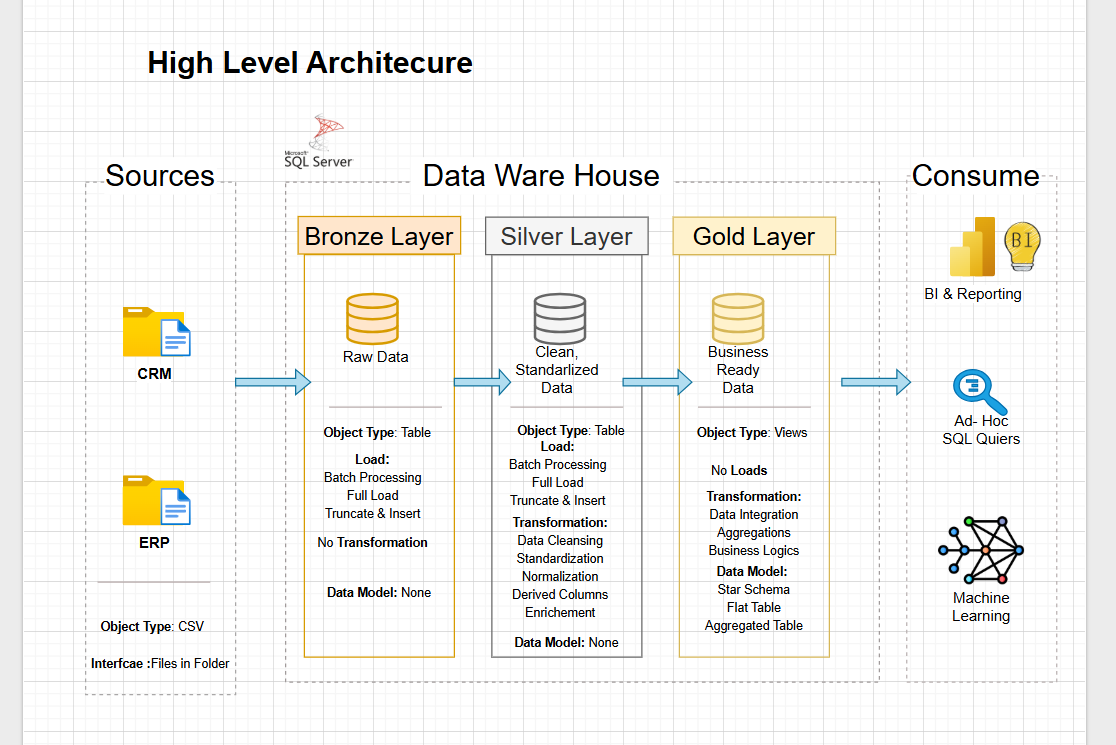 High Level Architecure
Microsoft®
SQL Server
Sources
Data Ware House
Consume
CRM
ERP
Object Type: CSV
Interfcae :Files in Folder
Bronze Layer
Raw Data
Object Type: Table
Load:
Batch Processing
Full Load
Truncate & Insert
No Transformation
Data Model: None
Silver Layer
Clean,
Standarlized
Data
Object Type: Table
Load:
Batch Processing
Full Load
Truncate & Insert
Transformation:
Data Cleansing
Standardization
Normalization
Derived Columns
Enrichement
Data Model: None
Gold Layer
Business
Ready
Data
Object Type: Views
No Loads
Transformation:
Data Integration
Aggregations
Business Logics
Data Model:
Star Schema
Flat Table
Aggregated Table
BI
BI & Reporting
Ad- Hoc
SQL Quiers
Machine
Learning